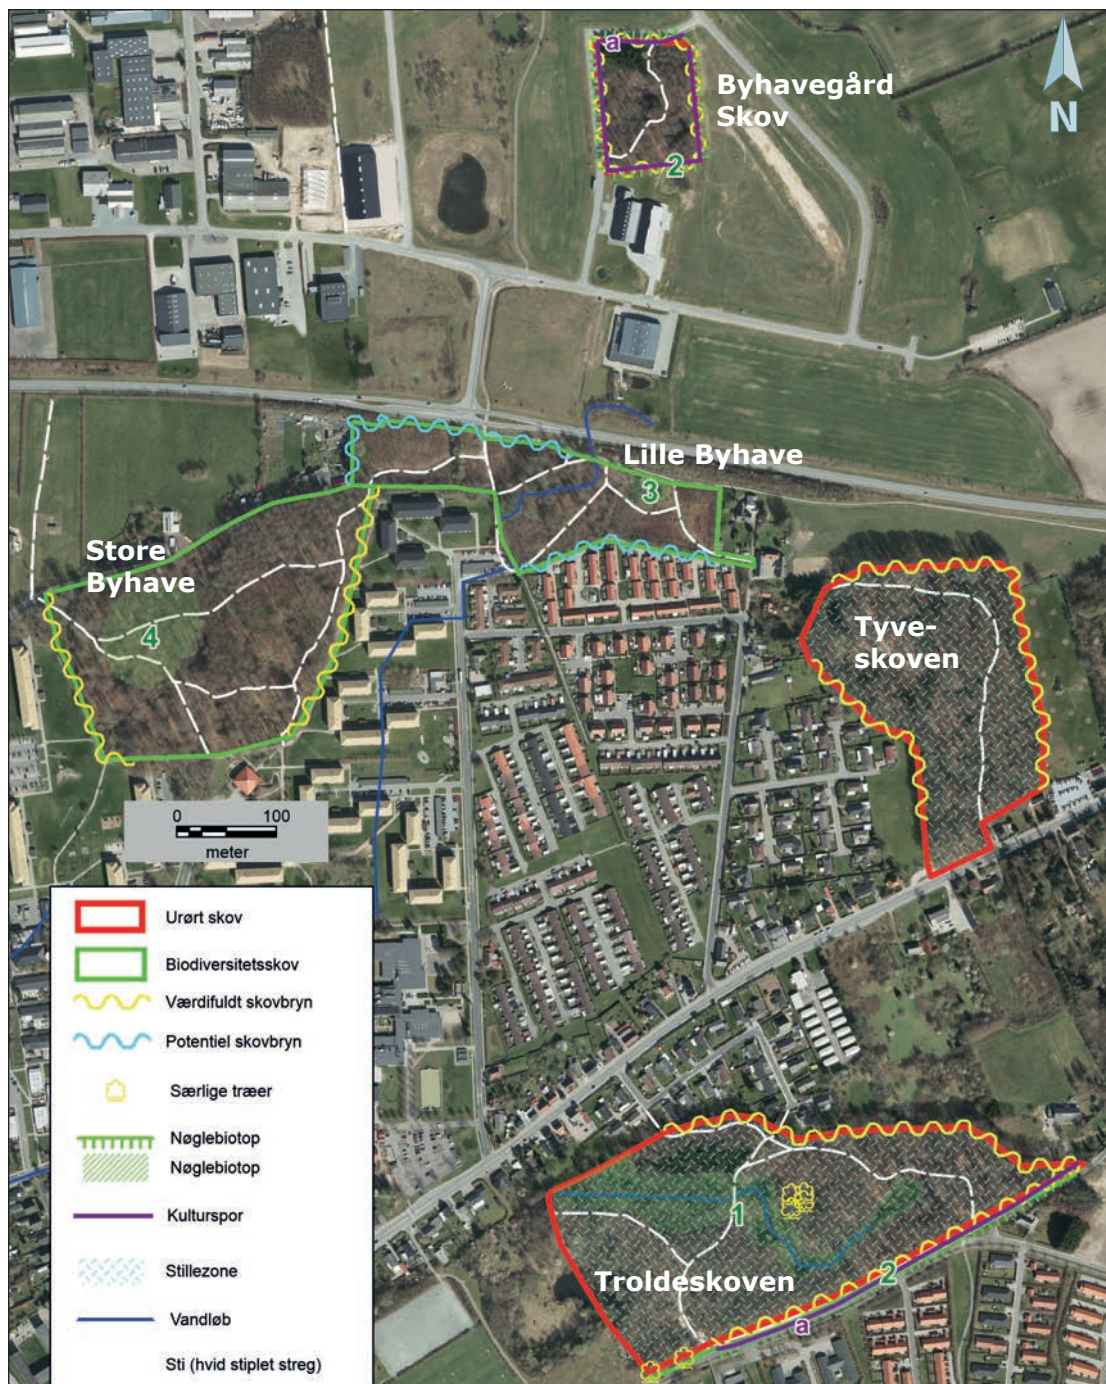 a
Byhavegård
Skov
N
2
Lille Byhave
3
Store
Byhave
4
Tyve-
skoven
0 100
meter
Urørt skov
Biodiversitetsskov
Værdifuldt skovbryn
Potentiel skovbryn
Særlige træer
Nøglebiotop
Nøglebiotop
Kulturspor
Stillezone
Vandløb
Sti (hvid stiplet streg)
1
Troldeskoven
2
a